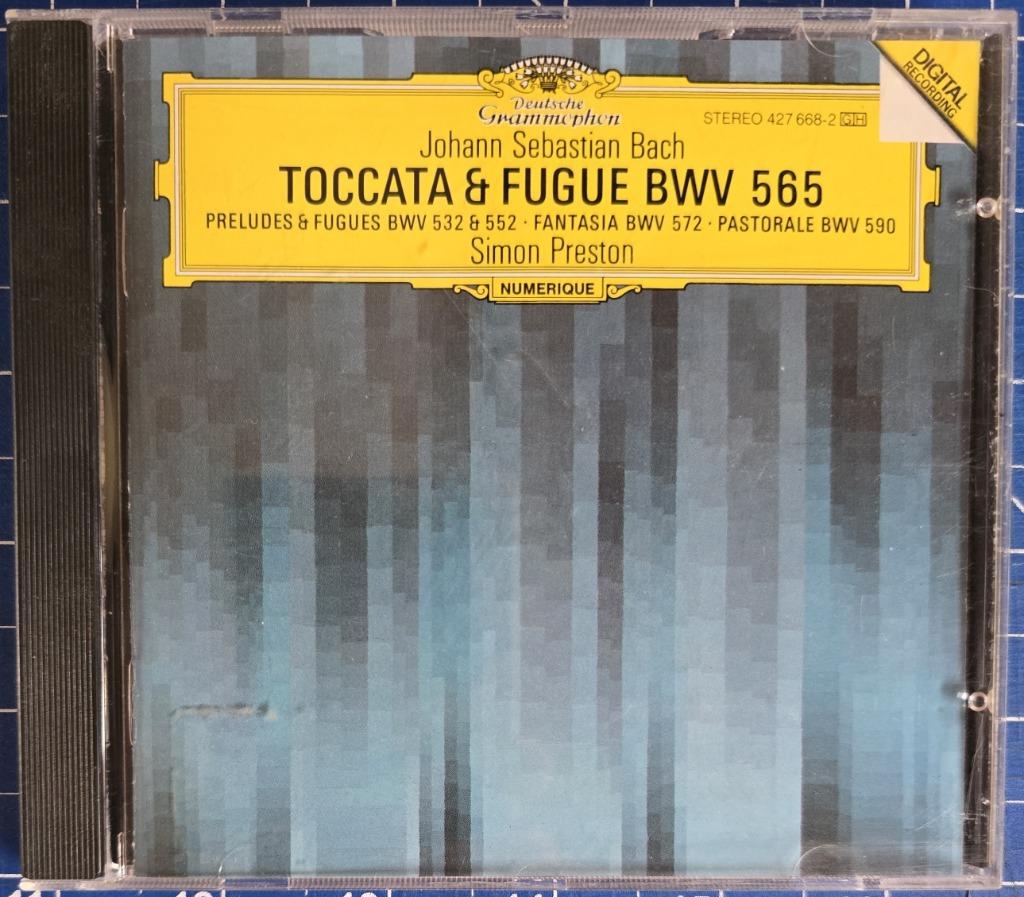 DIGITAL
RECORDING
Deutsche
Grammophon
STEREO 427 668-2 GH
Johann Sebastian Bach
TOCCATA & FUGUE BWV 565
PRELUDES & FUGUES BWV 532 & 552 · FANTASIA BWV 572 · PASTORALE BWV 590
Simon Preston
NUMERIQUE